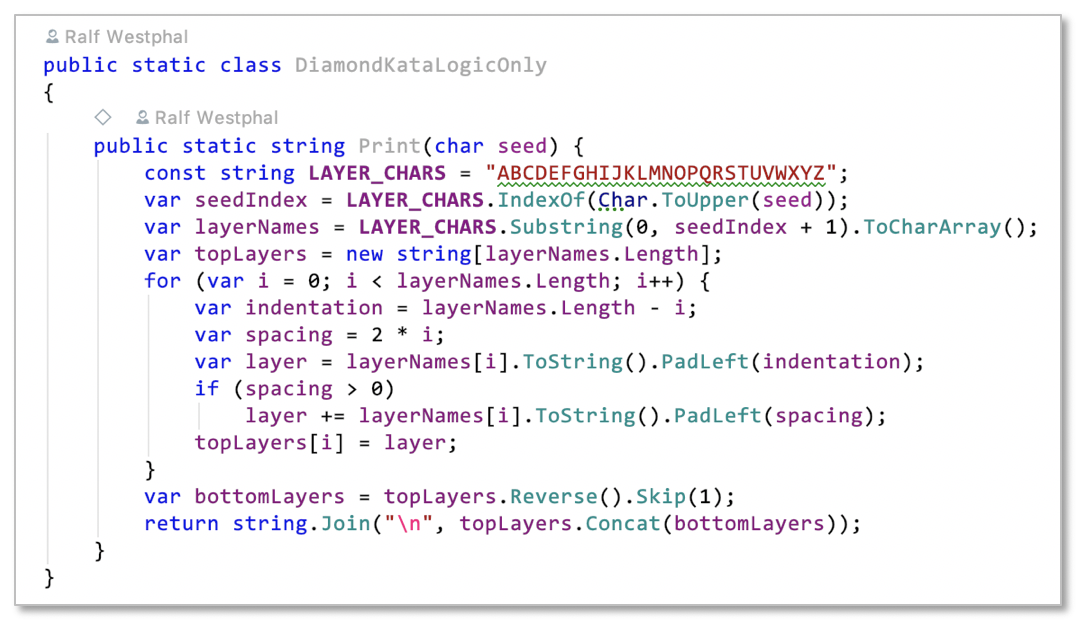 Ralf Westphal
public static class DiamondKataLogicOnly
{
Ralf Westphal
public static string Print(char seed) {
const string LAYER_CHARS = "ABCDEFGHIJKLMNOPQRSTUVWXYZ";
var seedIndex = LAYER_CHARS.IndexOf(Char.ToUpper(seed));
var layerNames = LAYER_CHARS.Substring(0, seedIndex + 1).ToCharArray();
var topLayers = new string[layerNames.Length];
for (var i = 0; i < layerNames.Length; i++) {
var indentation = layerNames.Length - i;
var spacing = 2 * i;
var layer = layerNames[i].ToString().PadLeft(indentation);
if (spacing > 0)
layer += layerNames[i].ToString().PadLeft(spacing);
topLayers[i] = layer;
}
var bottomLayers = topLayers.Reverse().Skip(1);
return string.Join("\n", topLayers.Concat(bottomLayers));
}
}